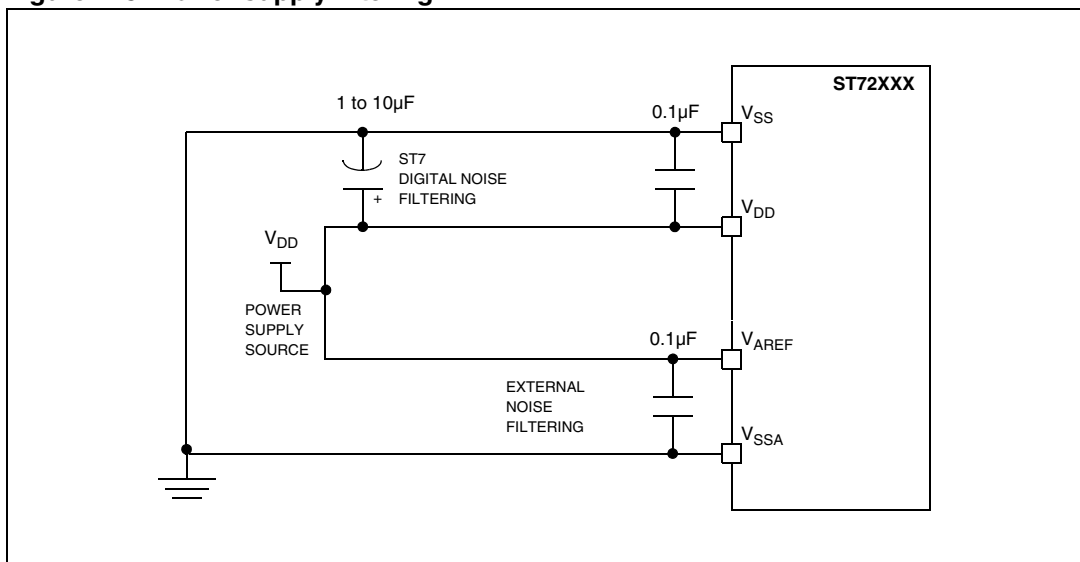 ST72XXX
1 to 10µF
0.1µF
VSS
ST7
DIGITAL NOISE
+ FILTERING
VDD
VDD
POWER
SUPPLY
SOURCE
0.1µF
VAREF
EXTERNAL
NOISE
FILTERING
VSSA